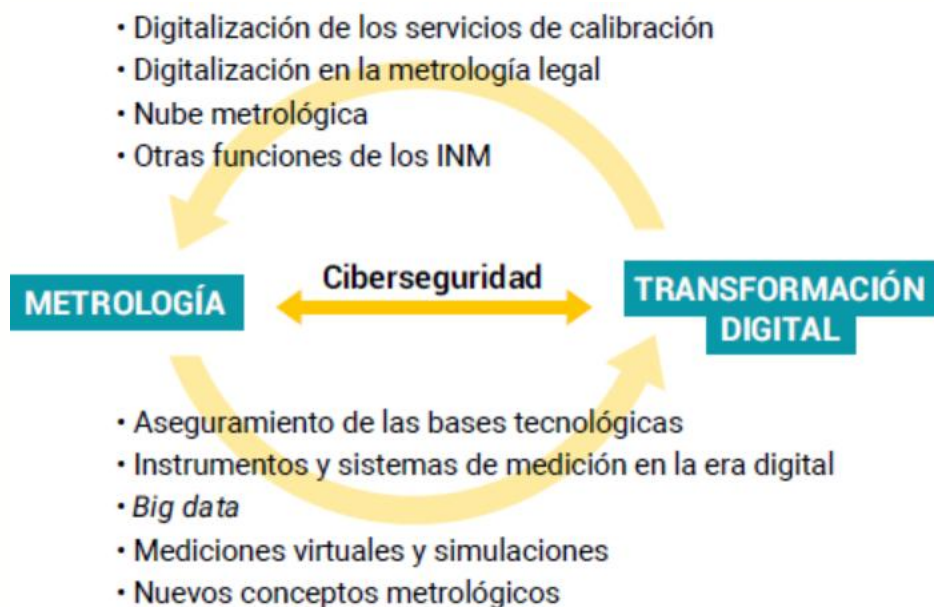 • Digitalización de los servicios de calibración
• Digitalización en la metrología legal
• Nube metrológica
• Otras funciones de los INM
METROLOGÍA
Ciberseguridad
TRANSFORMACIÓN
DIGITAL
• Aseguramiento de las bases tecnológicas
• Instrumentos y sistemas de medición en la era digital
• Big data
• Mediciones virtuales y simulaciones
• Nuevos conceptos metrológicos